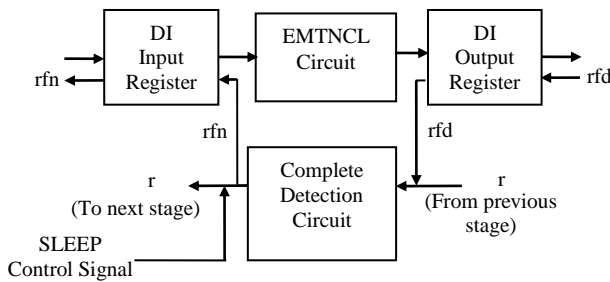 DI
Input
Register
EMTNCL
Circuit
DI
Output
Register
rfn
rfd
rfn
rfd
Complete
Detection
Circuit
r
(To next stage)
r
(From previous
stage)
SLEEP
Control Signal